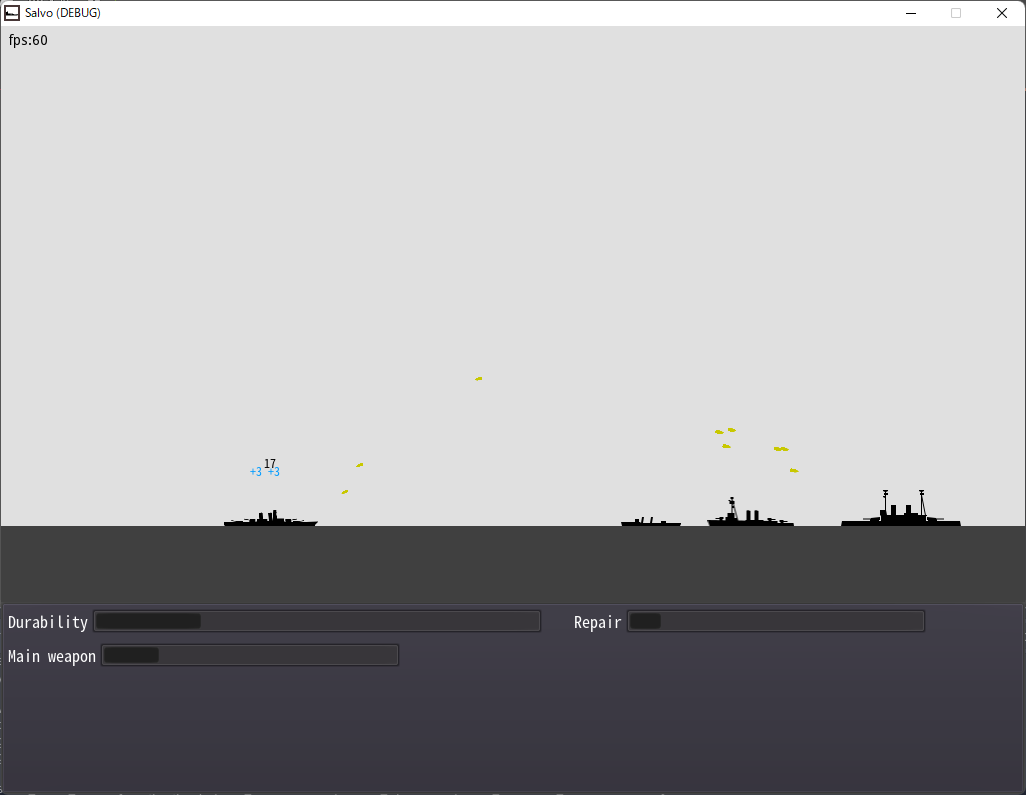 Salvo (DEBUG)
fps:60
17
+3 +3
Durability
Repair
Main weapon